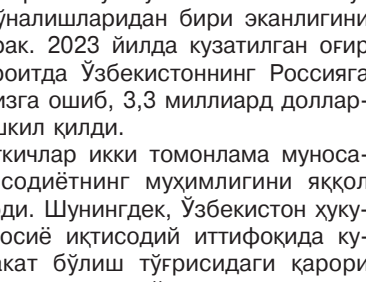 ўналишларидан бири эканлигини
рак. 2023 йилда кузатилган оғир
роитда Ўзбекистоннинг Россияга
изга ошиб, 3,3 миллиард доллар-
шкил қилди.
ткичлар икки томонлама муноса-
содиётнинг муҳимлигини яққол
ди. Шунингдек, Ўзбекистон ҳуку-
осиё иқтисодий иттифоқида ку-
акат бўлиш тўғрисидаги қарори